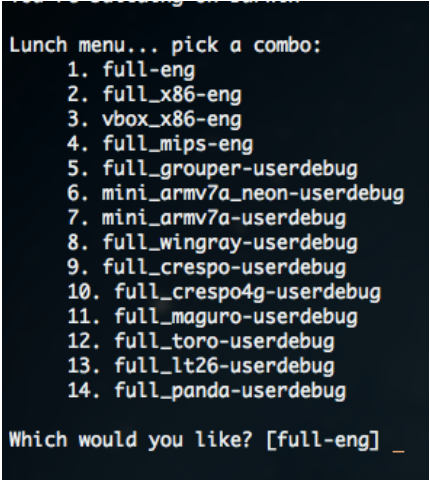 Lunch menu... pick a combo:
1. full-eng
2. full_x86-eng
3. vbox_x86-eng
4. full_mips-eng
5. full_grouper-userdebug
6. mini_armv7a_neon-userdebug
7. mini_armv7a-userdebug
8. full_wingray-userdebug
9. full_crespo-userdebug
10. full_crespo4g-userdebug
11. full_maguro-userdebug
12. full_toro-userdebug
13. full_lt26-userdebug
14. full_panda-userdebug
Which would you like? [full-eng] _